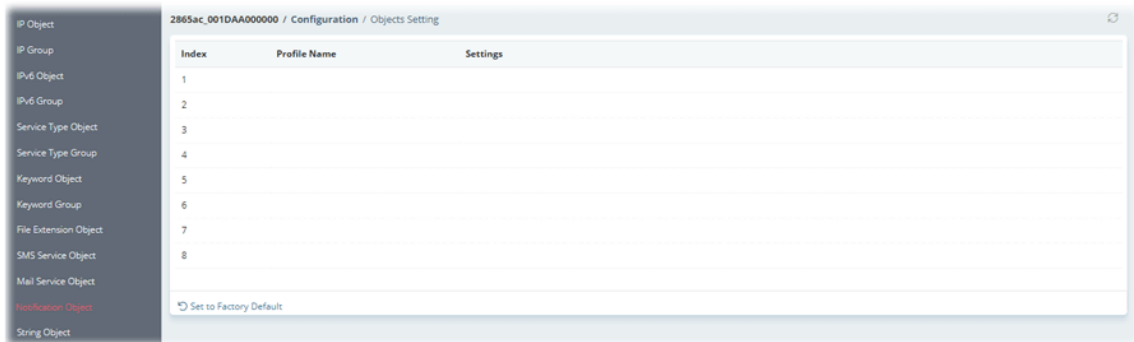 IP Object
IP Group
IPv6 Object
IPv6 Group
Service Type Object
Service Type Group
Keyword Object
Keyword Group
File Extension Object
SMS Service Object
Mail Service Object
Notification Object
String Object
2865ac_001DAA000000 / Configuration / Objects Setting
Index Profile Name Settings
1
2
3
4
5
6
7
8
Set to Factory Default